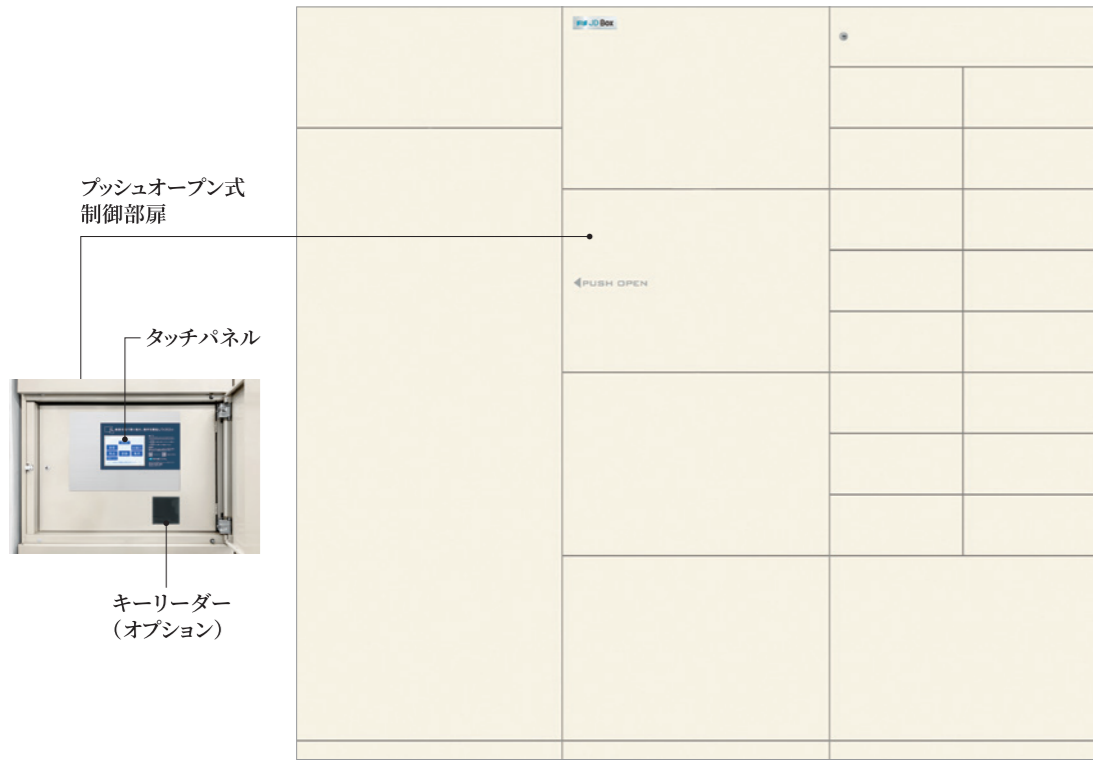 JD Box
プッシュオープン式
制御部扉
◀PUSH OPEN
タッチパネル
キーリーダー
（オプション）